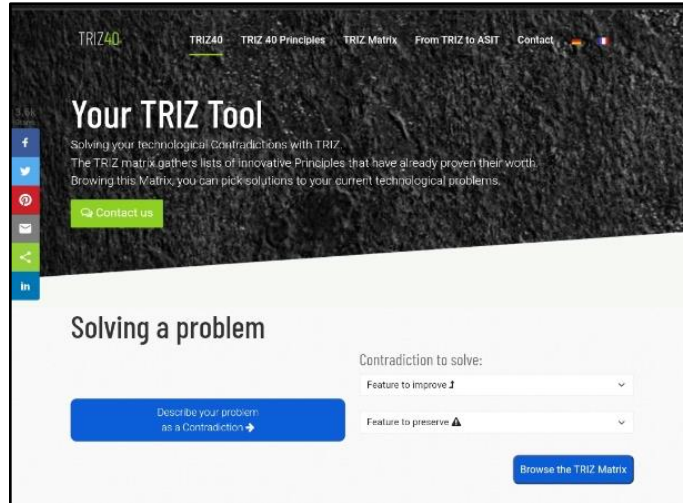 TRIZ40
TRIZ40 TRIZ 40 Principles TRIZ Matrix From TRIZ to ASIT Contact
Your TRIZ Tool
3.6k
Solving your technological Contradictions with TRIZ.
The TRIZ matrix gathers lists of innovative Principles that have already proven their worth.
Browing this Matrix, you can pick solutions to your current technological problems.
Contact us
Solving a problem
Contradiction to solve:
Feature to improve
Describe your problem
as a Contradiction
Feature to preserve
Browse the TRIZ Matrix